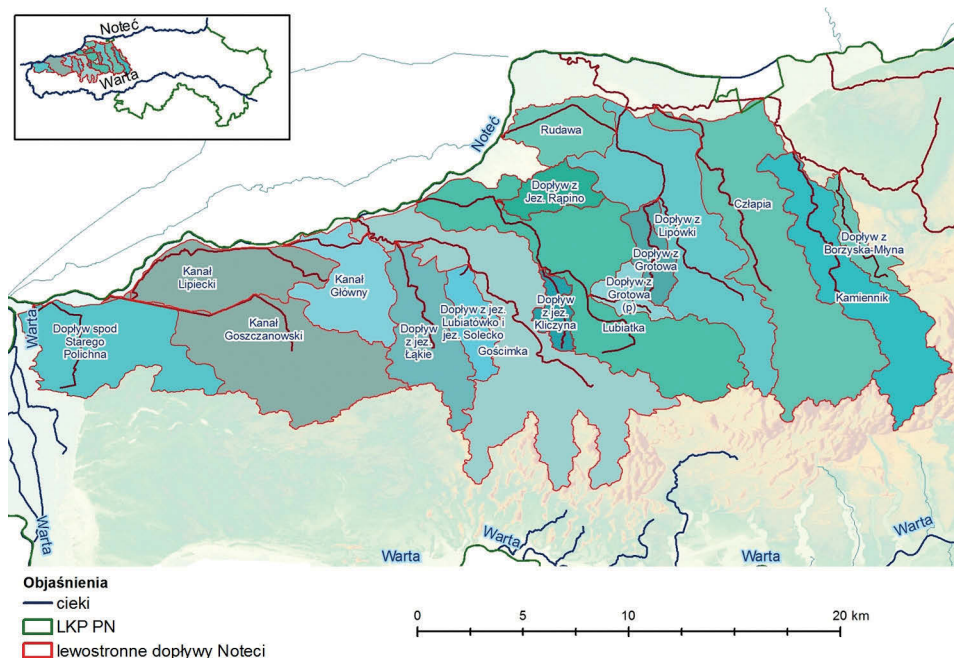 Noteć
Warta
Noteć
Rudawa
Dopływ z
Jez. Rąpino
Dopływ z
Lipówki
Człapia
Dopływ z
Borzyska-Młyna
Kamiennik
Dopływ z
Grotowa
Dopływ z
Grotowa
(p)
Lubiatka
Dopływ
z jez.
Kliczyna
Gościmka
Dopływ z jez.
Lubiatówko i
jez. Solecko
Dopływ
z jez.
Łąkie
Kanał
Główny
Kanał
Lipiecki
Kanał
Goszczanowski
Dopływ spod
Starego
Polichna
Warta
Warta
Warta
Warta
Warta
Warta
Objaśnienia
cieki
LKP PN
lewostronne dopływy Noteci
0 5 10 20 km